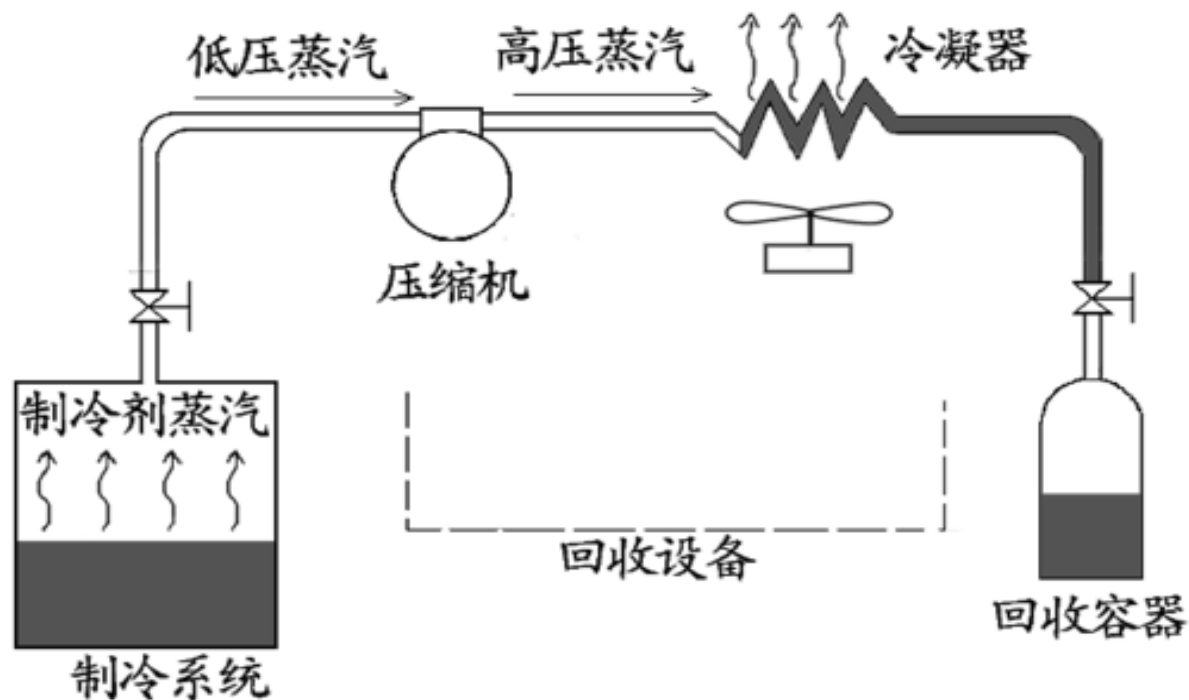 低压蒸汽
高压蒸汽
冷凝器
压缩机
制冷剂蒸汽
回收设备
回收容器
制冷系统